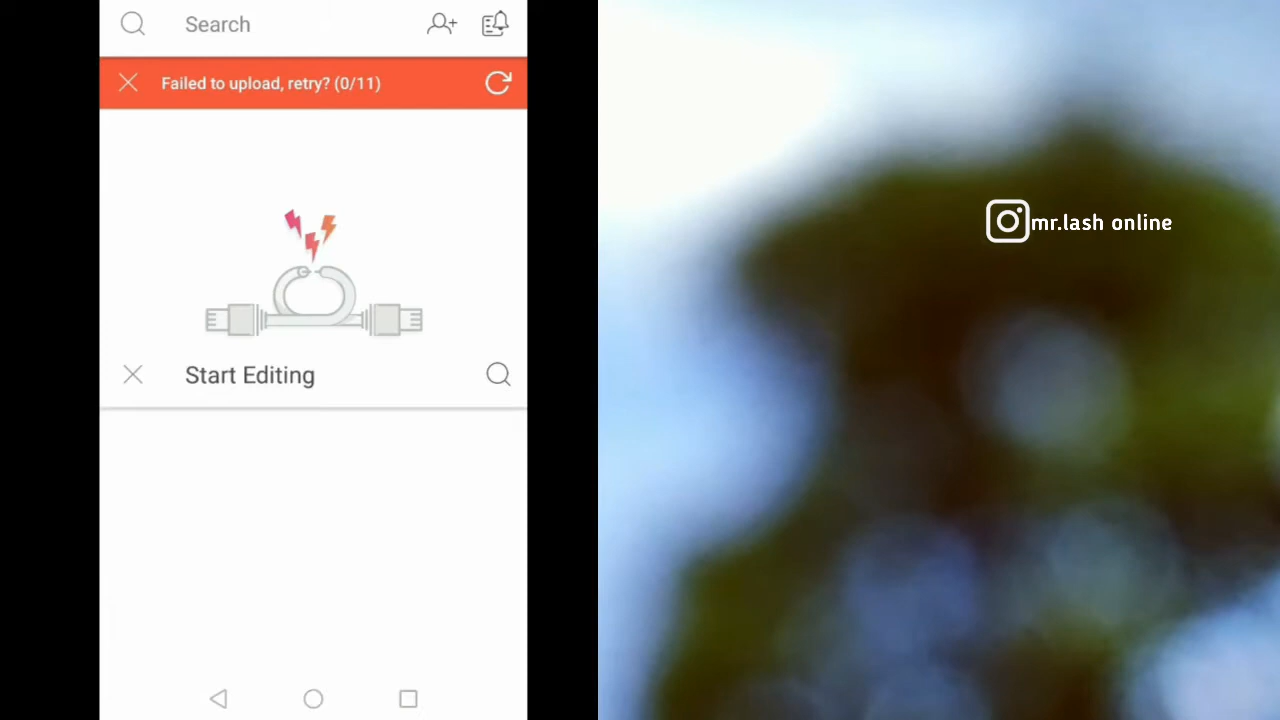 Search
Failed to upload, retry? (0/11)
Start Editing
mr.lash online